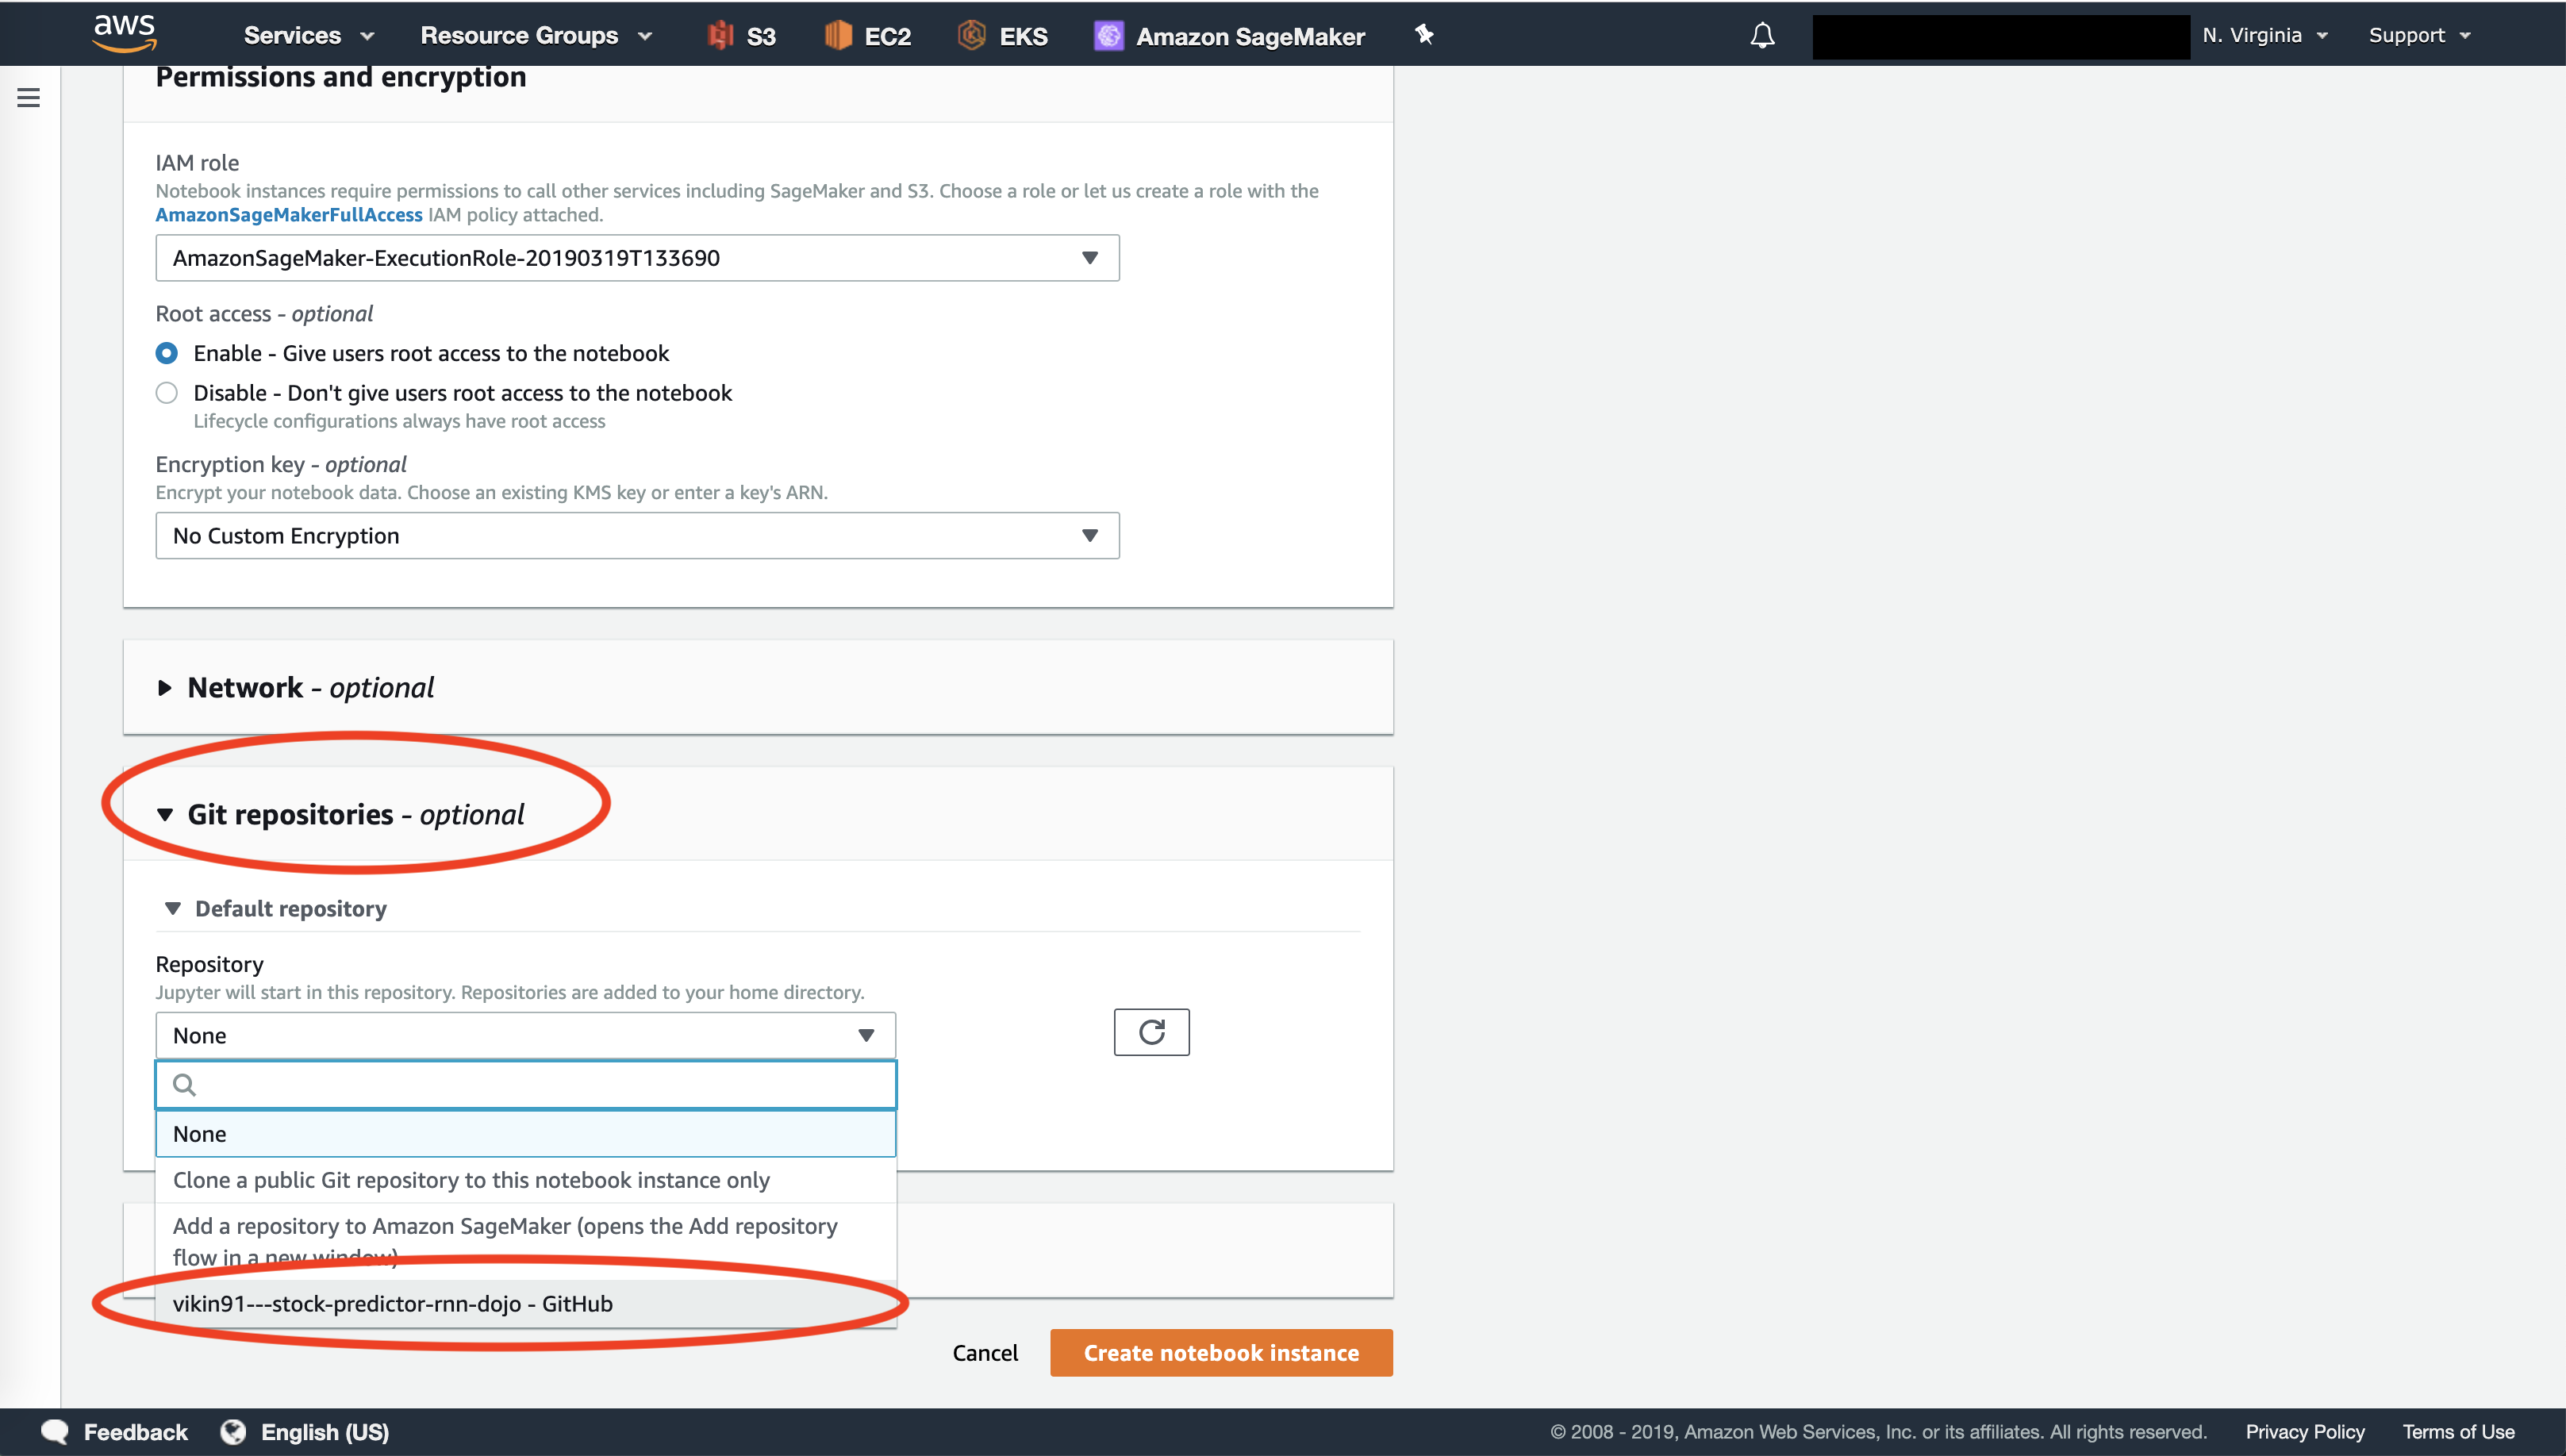 aws Services Resource Groups S3 EC2 EKS Amazon SageMaker N. Virginia Support
Permissions and encryption
IAM role
Notebook instances require permissions to call other services including SageMaker and S3. Choose a role or let us create a role with the
AmazonSageMakerFullAccess IAM policy attached.
AmazonSageMaker-ExecutionRole-20190319T133690
Root access - optional
Enable - Give users root access to the notebook
Disable - Don't give users root access to the notebook
Lifecycle configurations always have root access
Encryption key - optional
Encrypt your notebook data. Choose an existing KMS key or enter a key's ARN.
No Custom Encryption
Network - optional
Git repositories - optional
Default repository
Repository
Jupyter will start in this repository. Repositories are added to your home directory.
None
None
Clone a public Git repository to this notebook instance only
Add a repository to Amazon SageMaker (opens the Add repository
flow in a new window)
vikin91---stock-predictor-rnn-dojo - GitHub
Cancel Create notebook instance
Feedback English (US) © 2008 - 2019, Amazon Web Services, Inc. or its affiliates. All rights reserved. Privacy Policy Terms of Use